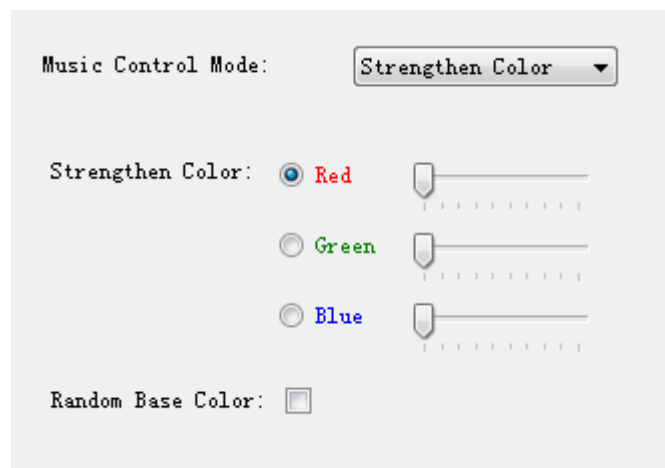 Music Control Mode: Strengthen Color
Strengthen Color: Red
Green
Blue
Random Base Color: